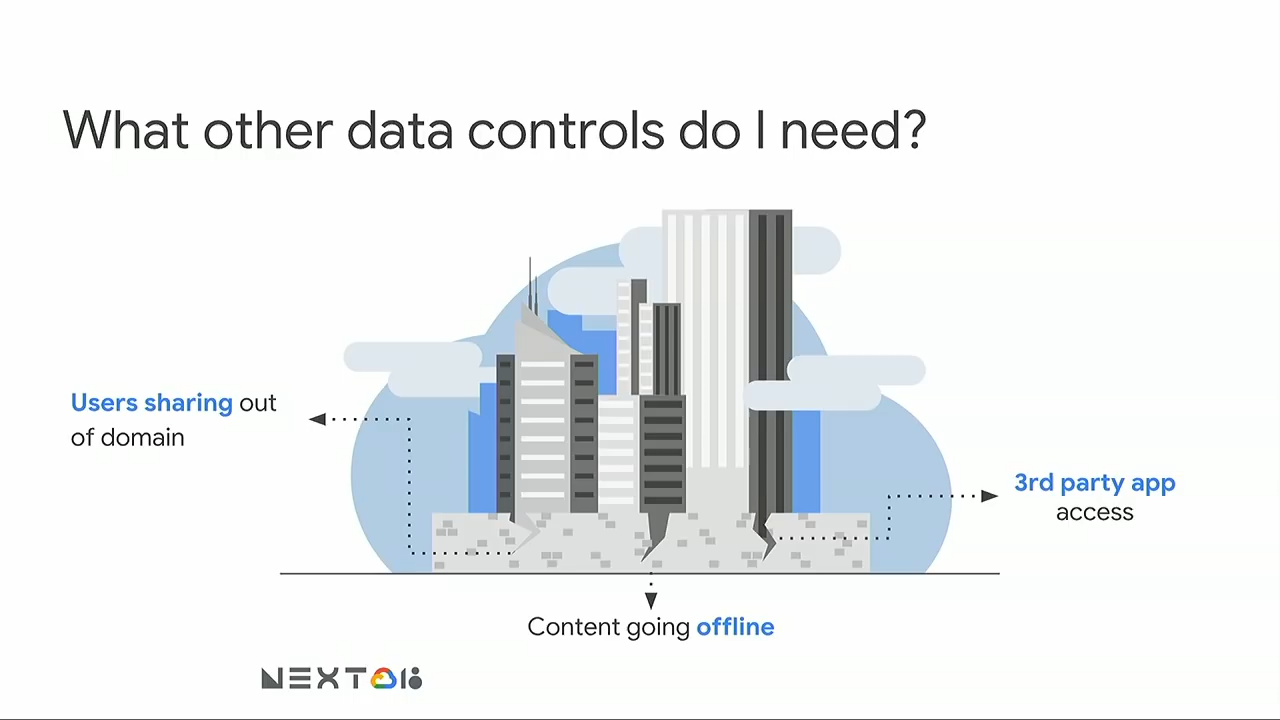 What other data controls do I need?
Users sharing out
of domain
3rd party app
access
Content going offline
NEXT 18